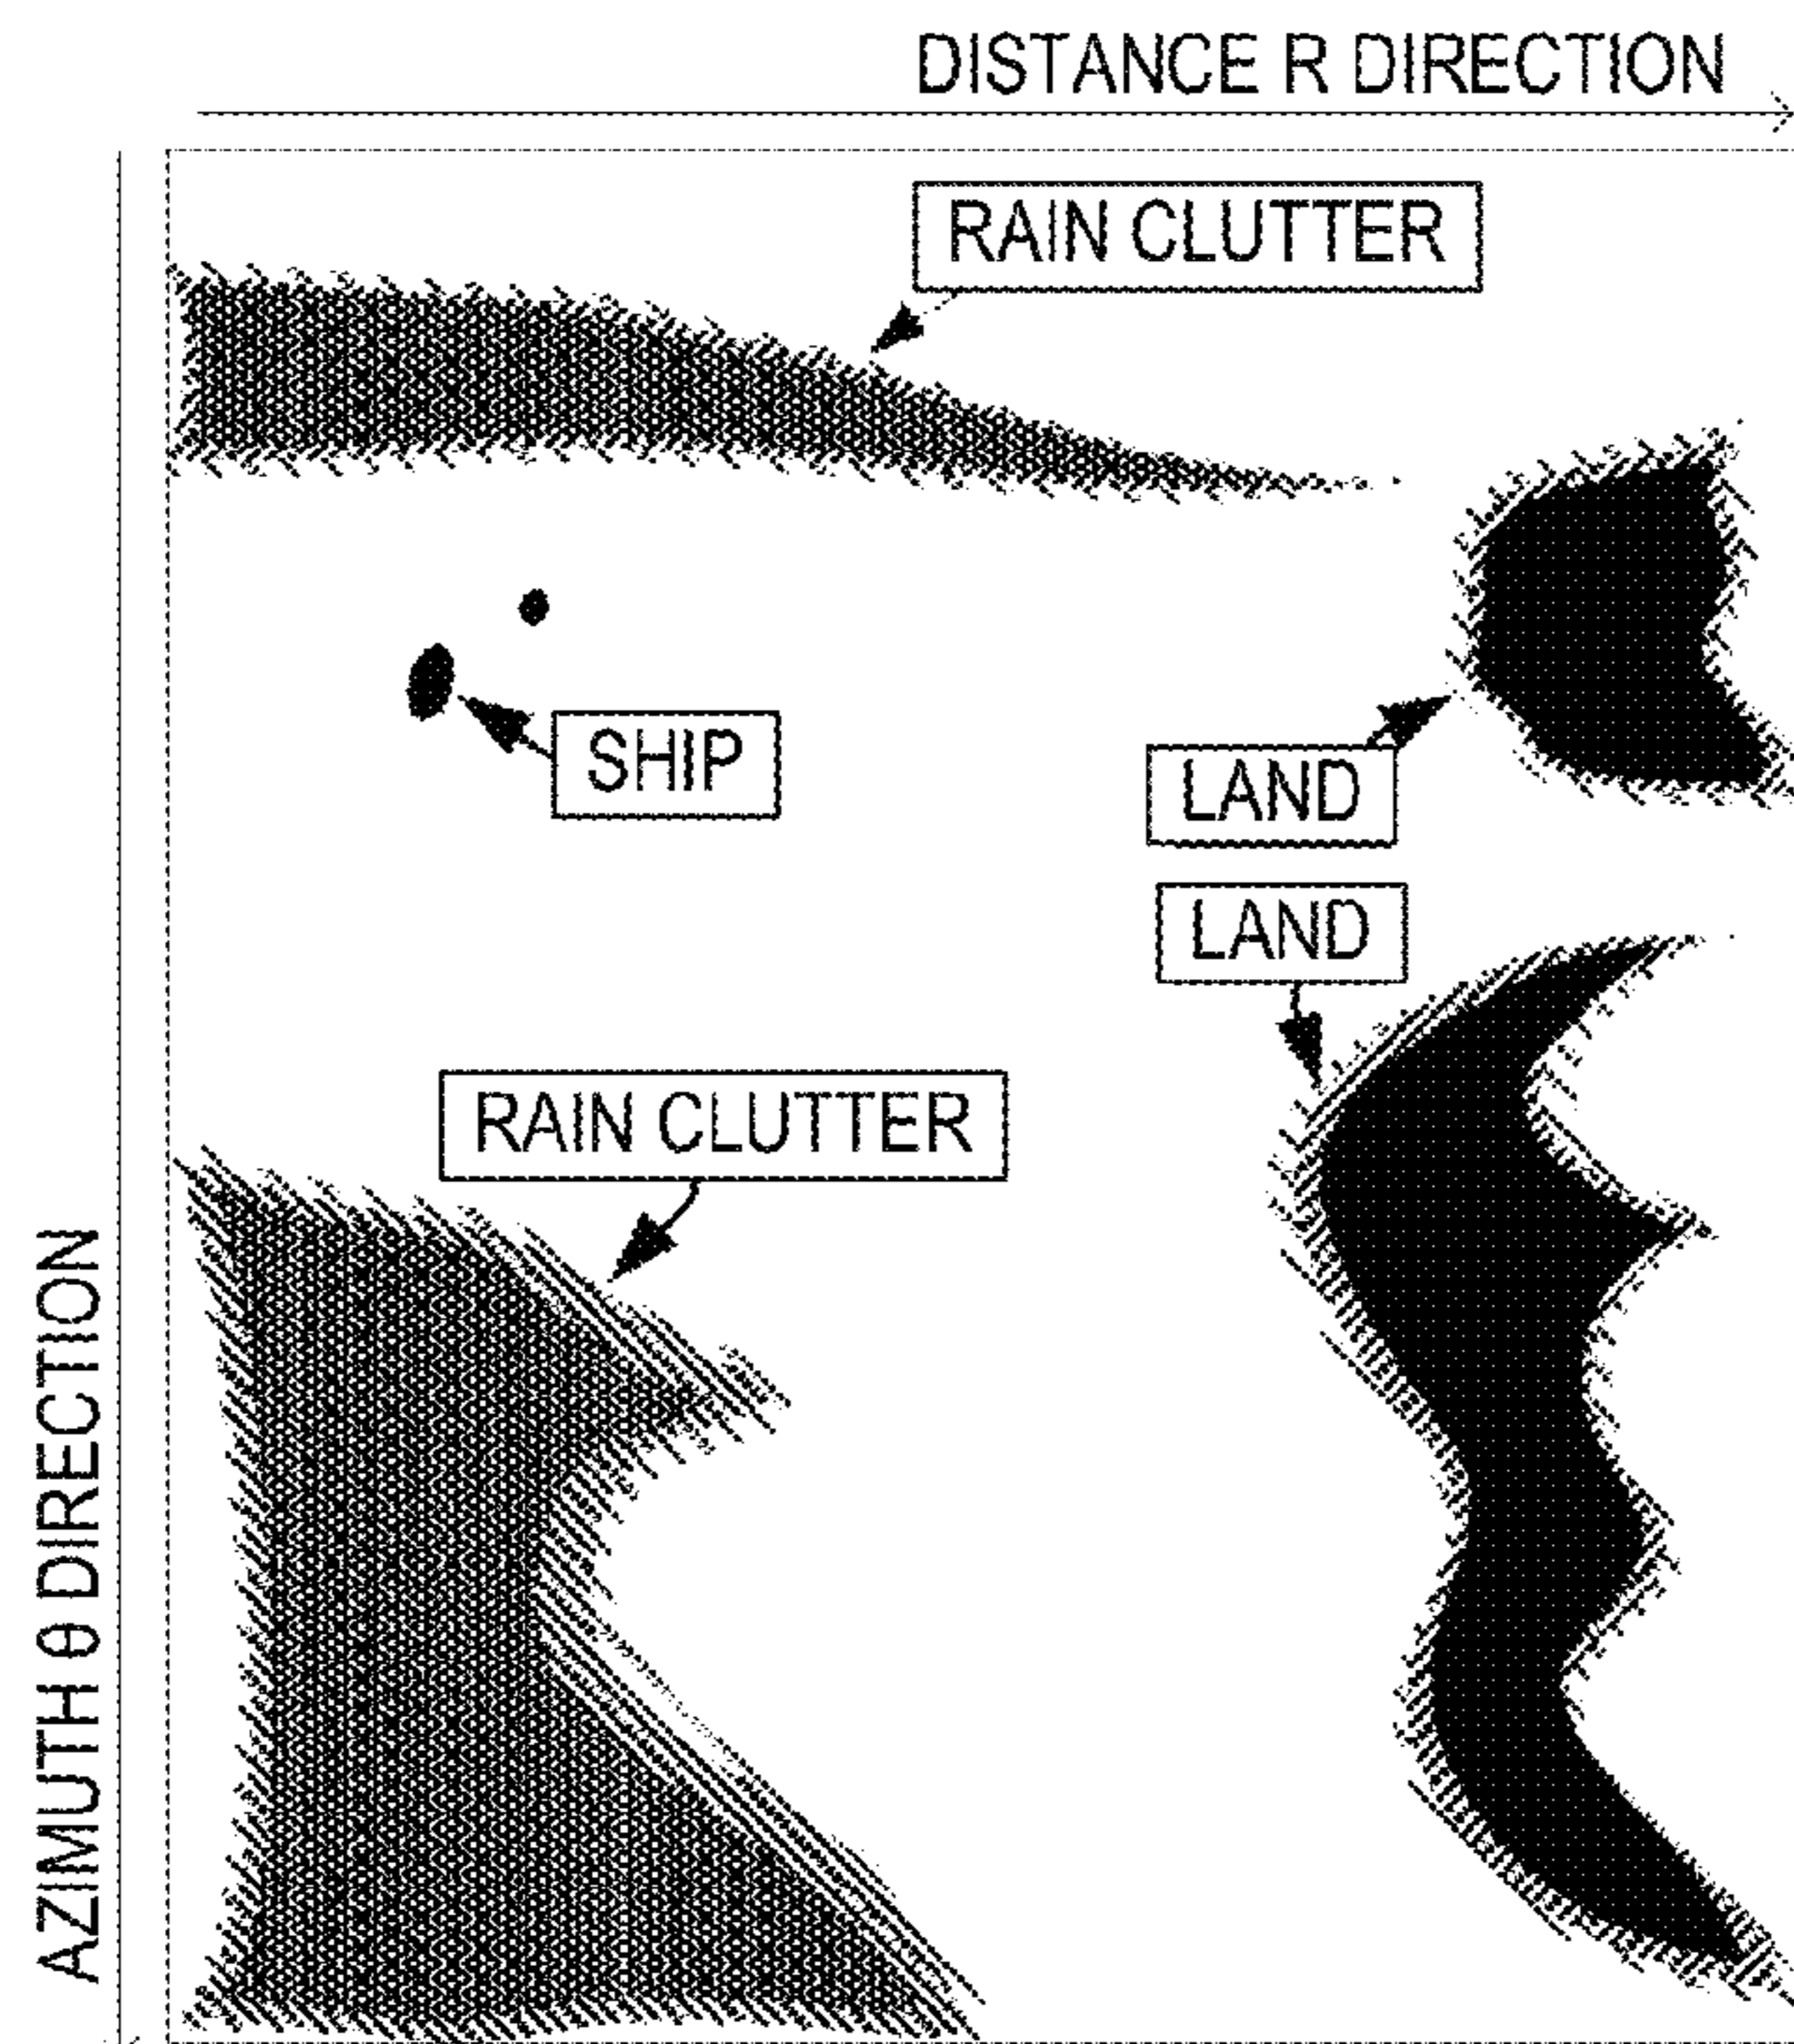 DISTANCE R DIRECTION
RAIN CLUTTER
SHIP
LAND
LAND
RAIN CLUTTER
AZIMUTH θ DIRECTION